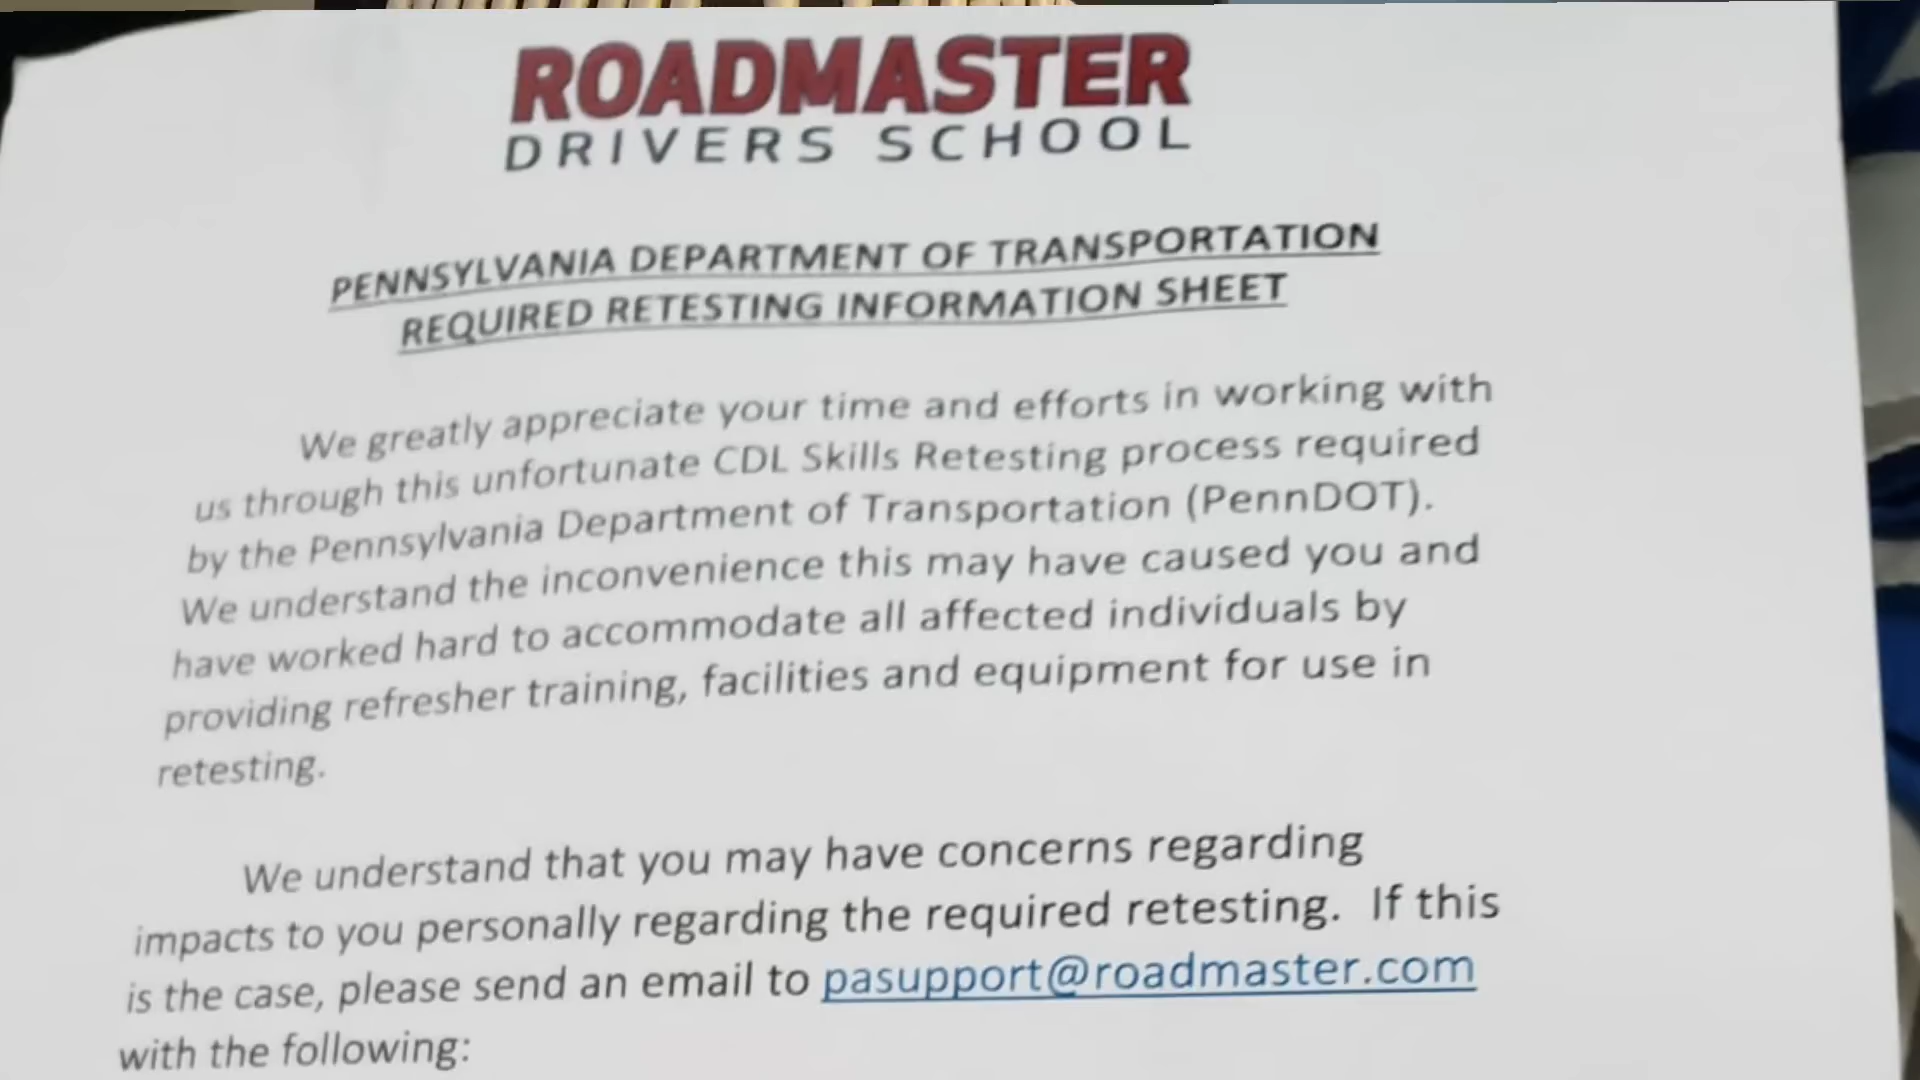 ROADMASTER
DRIVERS SCHOOL
PENNSYLVANIA DEPARTMENT OF TRANSPORTATION
REQUIRED RETESTING INFORMATION SHEET
We greatly appreciate your time and efforts in working with
us through this unfortunate CDL Skills Retesting process required
by the Pennsylvania Department of Transportation (PennDOT).
We understand the inconvenience this may have caused you and
have worked hard to accommodate all affected individuals by
providing refresher training, facilities and equipment for use in
retesting.
We understand that you may have concerns regarding
impacts to you personally regarding the required retesting. If this
is the case, please send an email to pasupport@roadmaster.com
with the following: